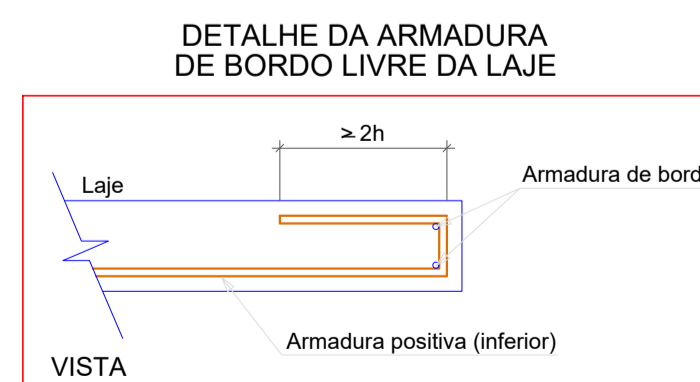 DETALHE DA ARMADURA
DE BORDO LIVRE DA LAJE
≥ 2h
Laje
Armadura de bord
Armadura positiva (inferior)
VISTA